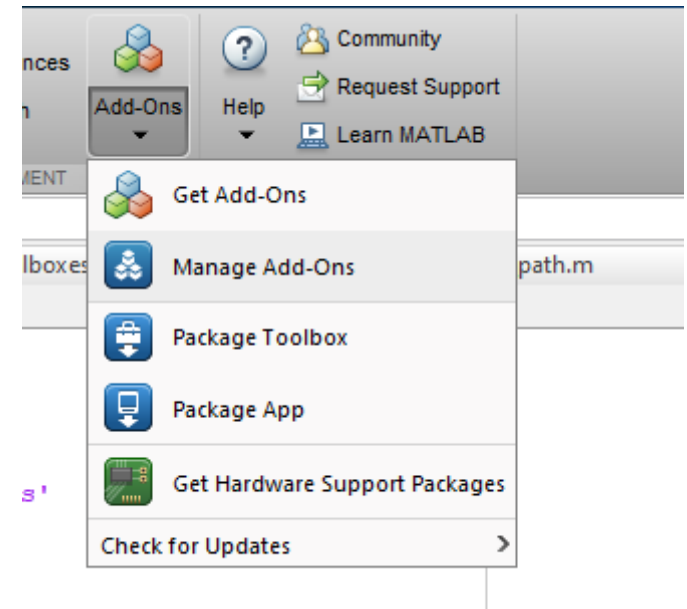 nces
Add-Ons
Help
Community
Request Support
Learn MATLAB
MENT
Get Add-Ons
lboxes
Manage Add-Ons
path.m
Package Toolbox
Package App
s'
Get Hardware Support Packages
Check for Updates